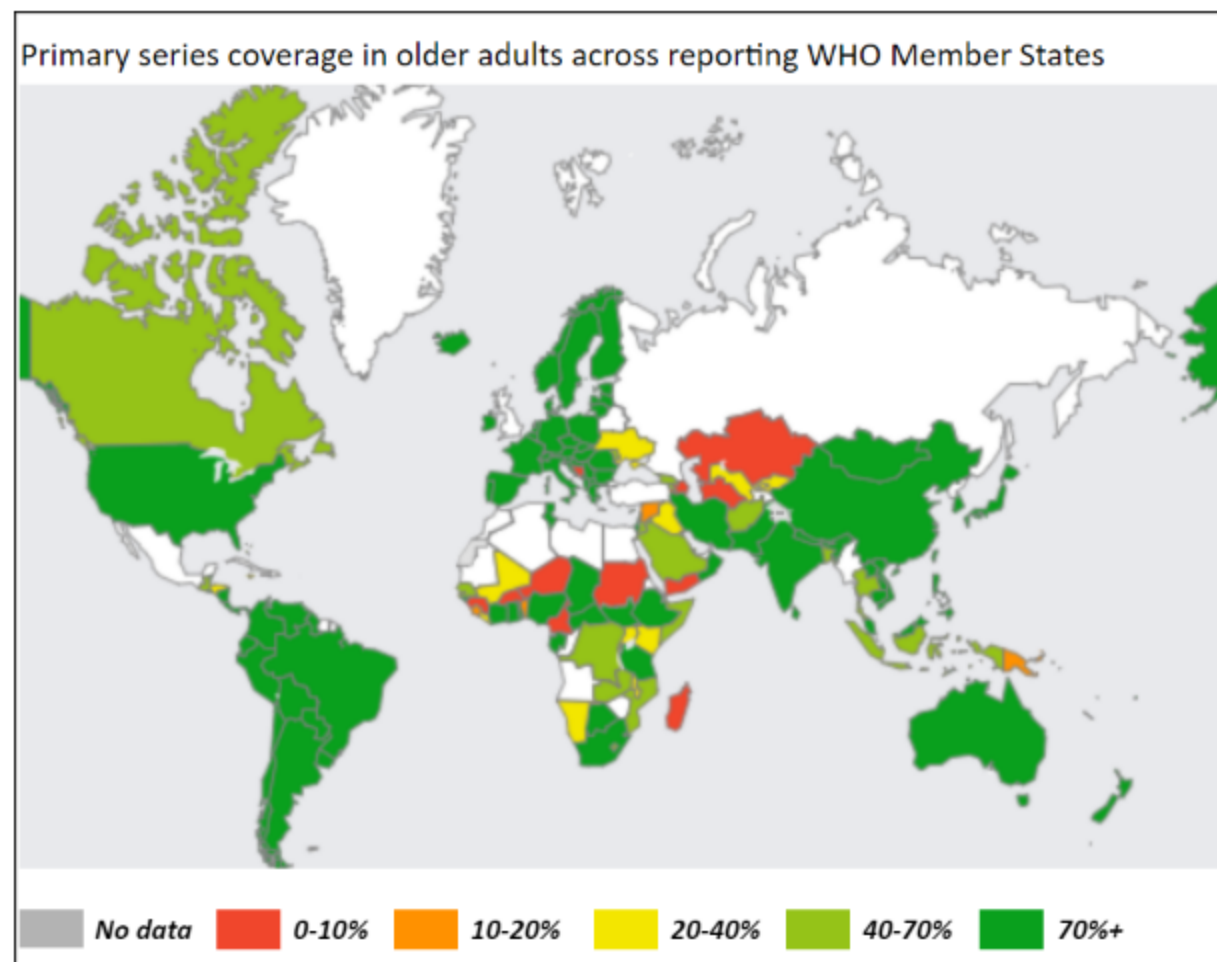 Primary series coverage in older adults across reporting WHO Member States
No data 0-10% 10-20% 20-40% 40-70% 70%+